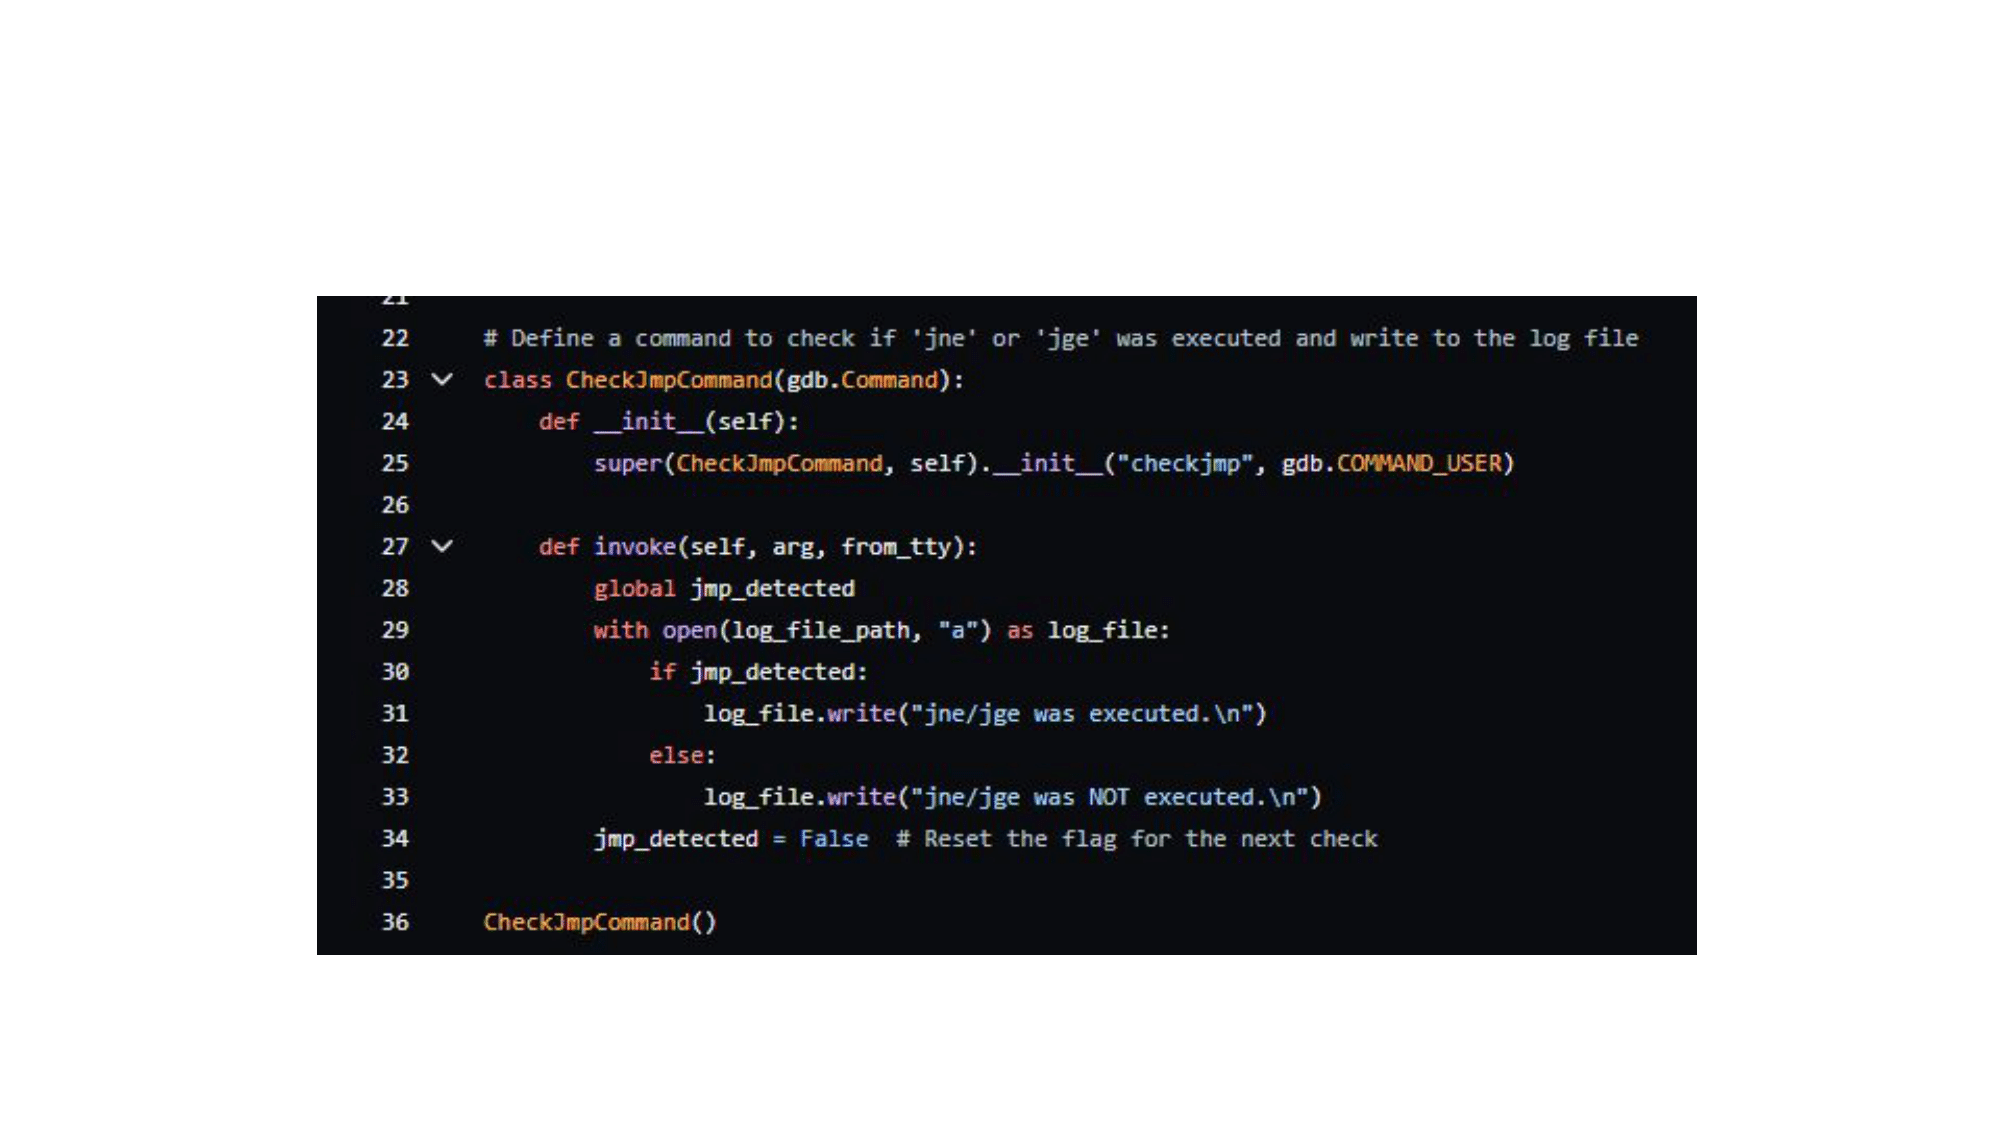 21
22 # Define a command to check if 'jne' or 'jge' was executed and write to the log file
23 class CheckJmpCommand(gdb.Command):
24     def __init__(self):
25         super(CheckJmpCommand, self).__init__("checkjmp", gdb.COMMAND_USER)
26
27     def invoke(self, arg, from_tty):
28         global jmp_detected
29         with open(log_file_path, "a") as log_file:
30             if jmp_detected:
31                 log_file.write("jne/jge was executed.\n")
32             else:
33                 log_file.write("jne/jge was NOT executed.\n")
34         jmp_detected = False  # Reset the flag for the next check
35
36 CheckJmpCommand()